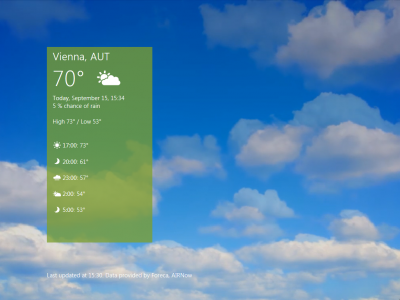 Vienna, AUT
70°
Today, September 15, 15:34
5 % chance of rain
High 73° / Low 53°
17:00: 73°
20:00: 61°
23:00: 57°
2:00: 54°
5:00: 53°
Last updated at 15:30. Data provided by Foreca, AIRNow